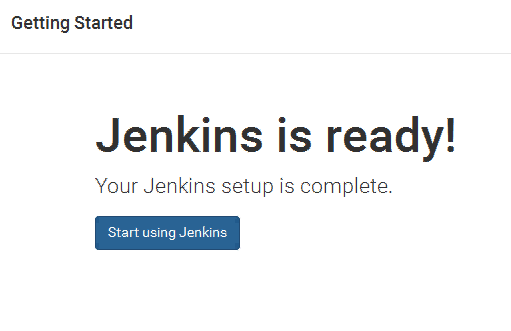 Getting Started
Jenkins is ready!
Your Jenkins setup is complete.
Start using Jenkins